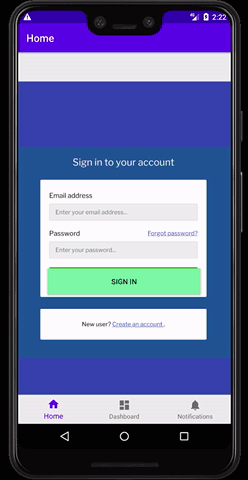 2:22
Home
Sign in to your account
Email address
Enter your email address..
Password Forgot password?
Enter your password...
SIGN IN
New user? Create an account.
Home Dashboard Notifications